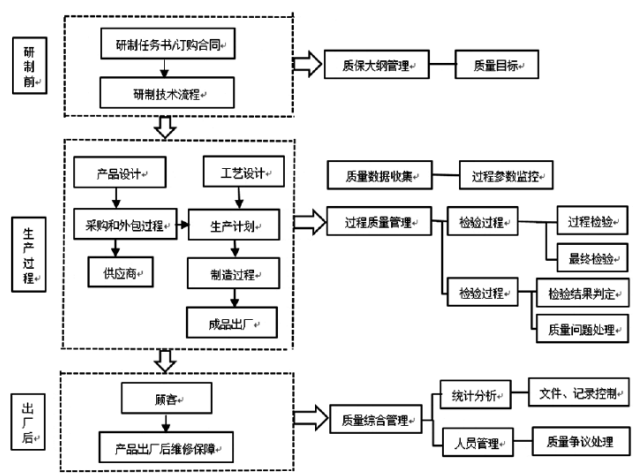 研制前
研制任务书/订购合同
研制技术流程
质保大纲管理
质量目标
生产过程
产品设计
工艺设计
采购和外包过程
生产计划
供应商
制造过程
成品出厂
质量数据收集
过程参数监控
过程质量管理
检验过程
过程检验
最终检验
检验过程
检验结果判定
质量问题处理
出厂后
顾客
产品出厂后维修保障
质量综合管理
统计分析
文件、记录控制
人员管理
质量争议处理